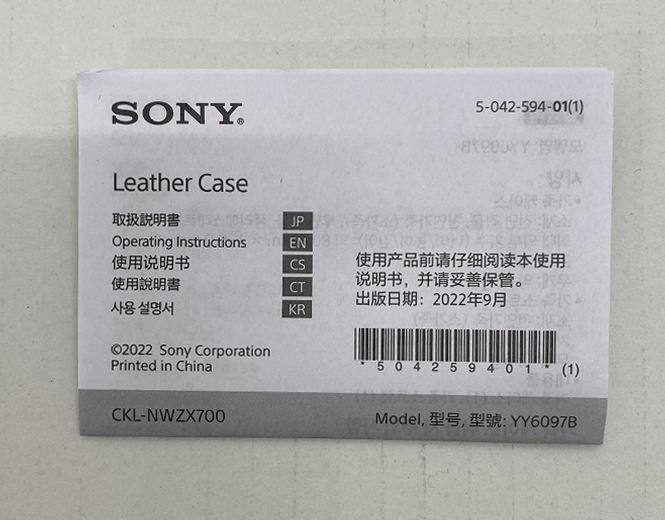 SONY®
5-042-594-01(1)
Leather Case
取扱説明書 JP
Operating Instructions EN
使用说明书 CS
使用說明書 CT
사용 설명서 KR
使用产品前请仔细阅读本使用
说明书，并请妥善保管。
出版日期：2022年9月
©2022 Sony Corporation
Printed in China
*504259401* (1)
CKL-NWZX700
Model, 型号, 型號: YY6097B